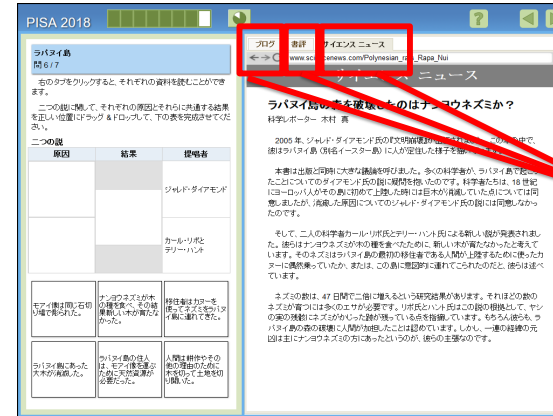 PISA 2018
?
ラパヌイ島
問 6 / 7
右のタブをクリックすると、それぞれの資料を読むことができ
ます。
二つの説に関して、それぞれの原因とそれらに共通する結果
を正しい位置にドラッグ & ドロップして、下の表を完成させてくだ
さい。
二つの説
原因 結果 提唱者
ジャレド・ダイアモンド
カール・リポと
テリー・ハント
モアイ像は同じ石切
り場で彫られた。
ナンヨウネズミが木
の種を食べ、その結
果新しい木が育たな
かった。
移住者はカヌーを
使ってネズミをラパヌ
イ島に連れてきた。
ラパヌイ島にあった
大木が消滅した。
ラパヌイ島の住人
は、モアイ像を運ぶ
ために天然資源が
必要だった。
人間は耕作やその
他の理由のために
木を切って土地を切
り開いた。
ブログ 書評 サイエンス ニュース
www.sciencenews.com/Polynesian_rats_Rapa_Nui
サイエンス ニュース
ラパヌイ島の森を破壊したのはナンヨウネズミか？
科学レポーター 木村 真
2005 年、ジャレド・ダイアモンド氏の『文明崩壊』が
彼はラパヌイ島（別名イースター島）に人が定住した様子を
本書は出版と同時に大きな議論を呼びました。多くの科学者が、ラパヌイ島で起こっ
たことについてのダイアモンド氏の説に疑問を抱いたのです。科学者たちは、18 世紀
にヨーロッパ人がその島に初めて上陸した時には巨木が消滅していた点については同
意しましたが、消滅した原因についてのジャレド・ダイアモンド氏の説には同意しなかっ
たのです。
そして、二人の科学者カール・リポ氏とテリー・ハント氏による新しい説が発表されまし
た。彼らはナンヨウネズミが木の種を食べたために、新しい木が育たなかったと考えて
います。そのネズミはラパヌイ島の最初の移住者である人間が上陸するために使ったカ
ヌーに偶然乗っていたか、または、この島に意図的に連れてこられたのだと、彼らは述べ
ています。
ネズミの数は、47 日間で二倍に増えるという研究結果があります。それほどの数の
ネズミが育つには多くのエサが必要です。リポ氏とハント氏はこの説の根拠として、ヤシ
の実の残骸にネズミがかじった跡が残っている点を指摘しています。もちろん彼らも、ラ
パヌイ島の森の破壊に人間が加担したことは認めています。しかし、一連の経緯の元
凶は主にナンヨウネズミの方にあったというのが、彼らの主張なのです。